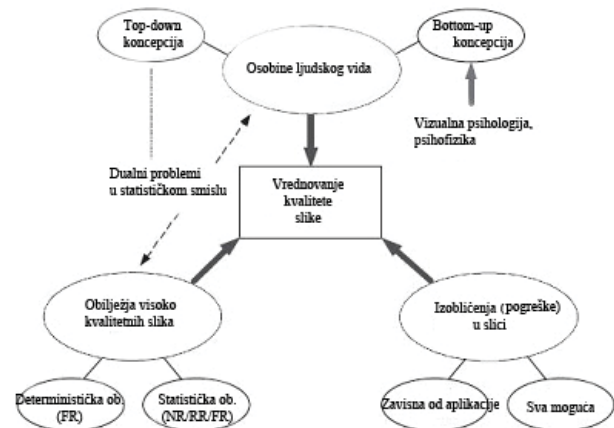 Top-down
koncepcija
Osobine ljudskog vida
Bottom-up
koncepcija
Vizualna psihologija,
psihofizika
Dualni problemi
u statističkom smislu
Vrednovanje
kvalitete
slike
Obilježja visoko
kvalitetnih slika
Izobličenja (pogreške)
u slici
Deterministička ob.
(FR)
Statistička ob.
(NR/RR/FR)
Zavisna od aplikacije
Sva moguća